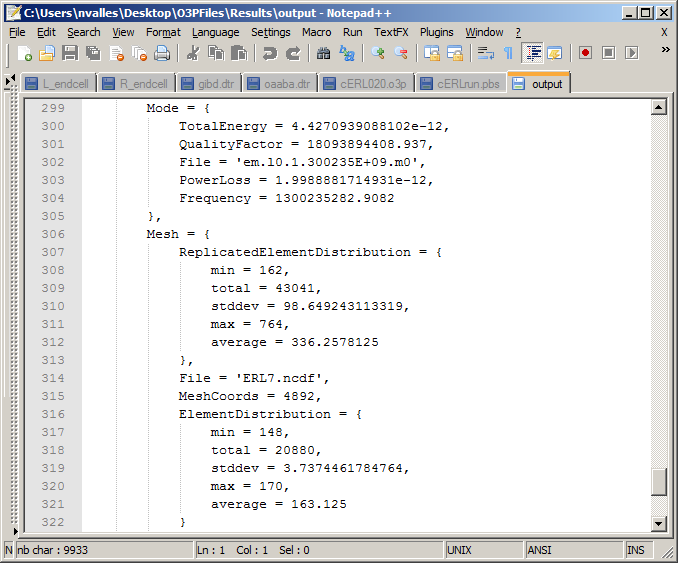 C:\Users\nvalles\Desktop\O3PFiles\Results\output - Notepad++
File Edit Search View Format Language Settings Macro Run TextFX Plugins Window ? X
L_endcell R_endcell gibd.dtr oaaba.dtr cERL020.o3p cERLrun.pbs output
299 Mode = {
300 TotalEnergy = 4.4270939088102e-12,
301 QualityFactor = 18093894408.937,
302 File = 'em.l0.1.300235E+09.m0',
303 PowerLoss = 1.9988881714931e-12,
304 Frequency = 1300235282.9082
305 },
306 Mesh = {
307 ReplicatedElementDistribution = {
308 min = 162,
309 total = 43041,
310 stddev = 98.649243113319,
311 max = 764,
312 average = 336.2578125
313 },
314 File = 'ERL7.ncdf',
315 MeshCoords = 4892,
316 ElementDistribution = {
317 min = 148,
318 total = 20880,
319 stddev = 3.7374461784764,
320 max = 170,
321 average = 163.125
322 }
N nb char : 9933 Ln : 1 Col : 1 Sel : 0 UNIX ANSI INS